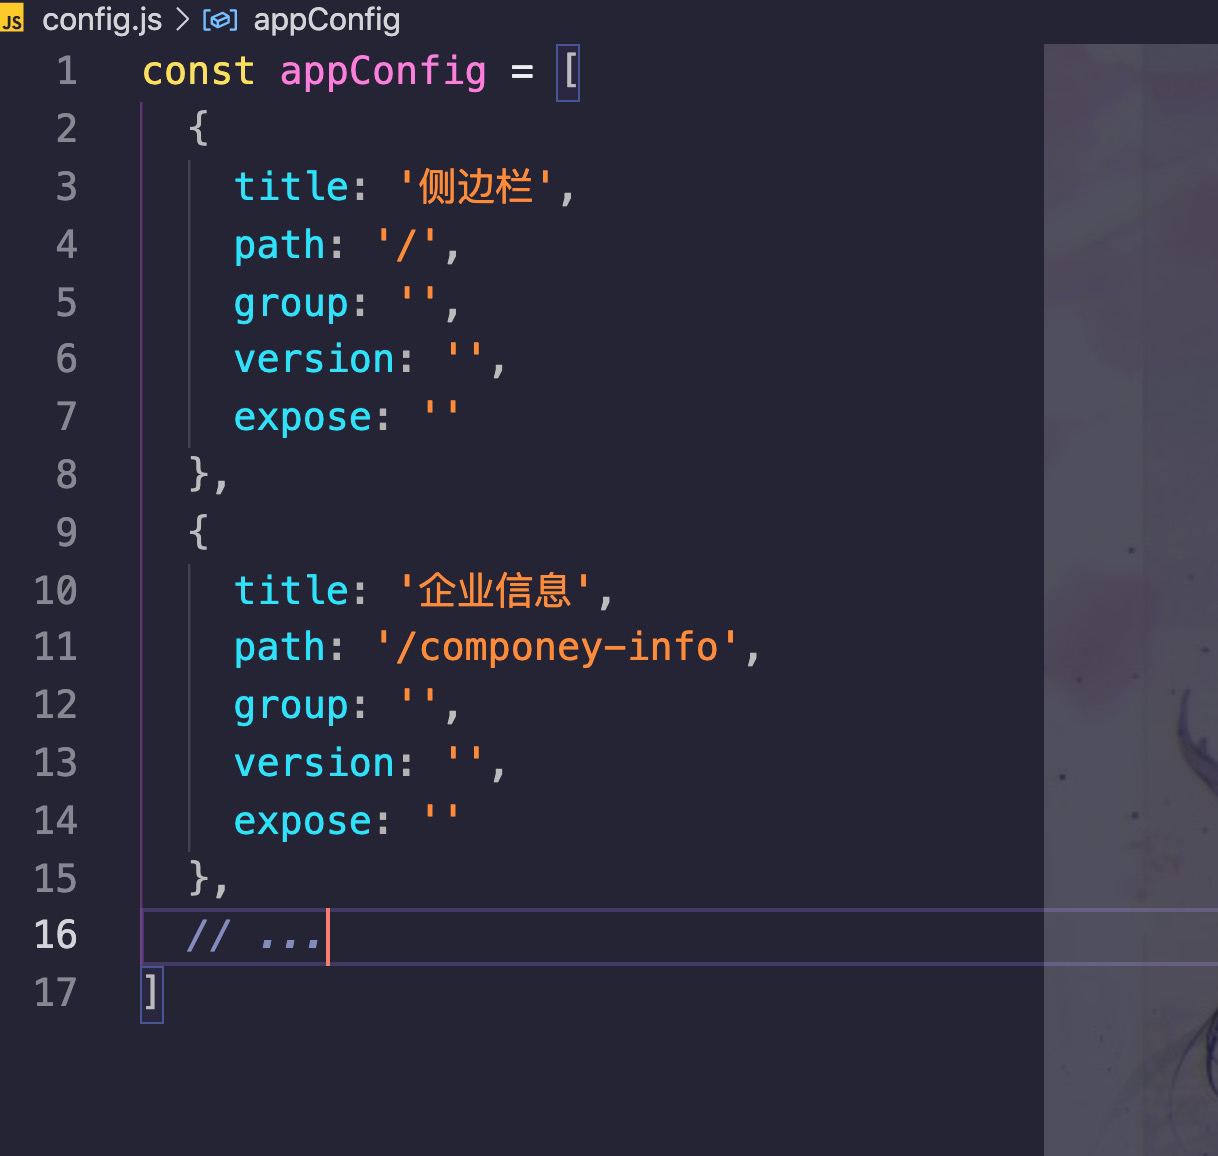 JS config.js > appConfig
1 const appConfig = [
2 {
3 title: '侧边栏',
4 path: '/',
5 group: '',
6 version: '',
7 expose: ''
8 },
9 {
10 title: '企业信息',
11 path: '/componey-info',
12 group: '',
13 version: '',
14 expose: ''
15 },
16 // ...
17 ]